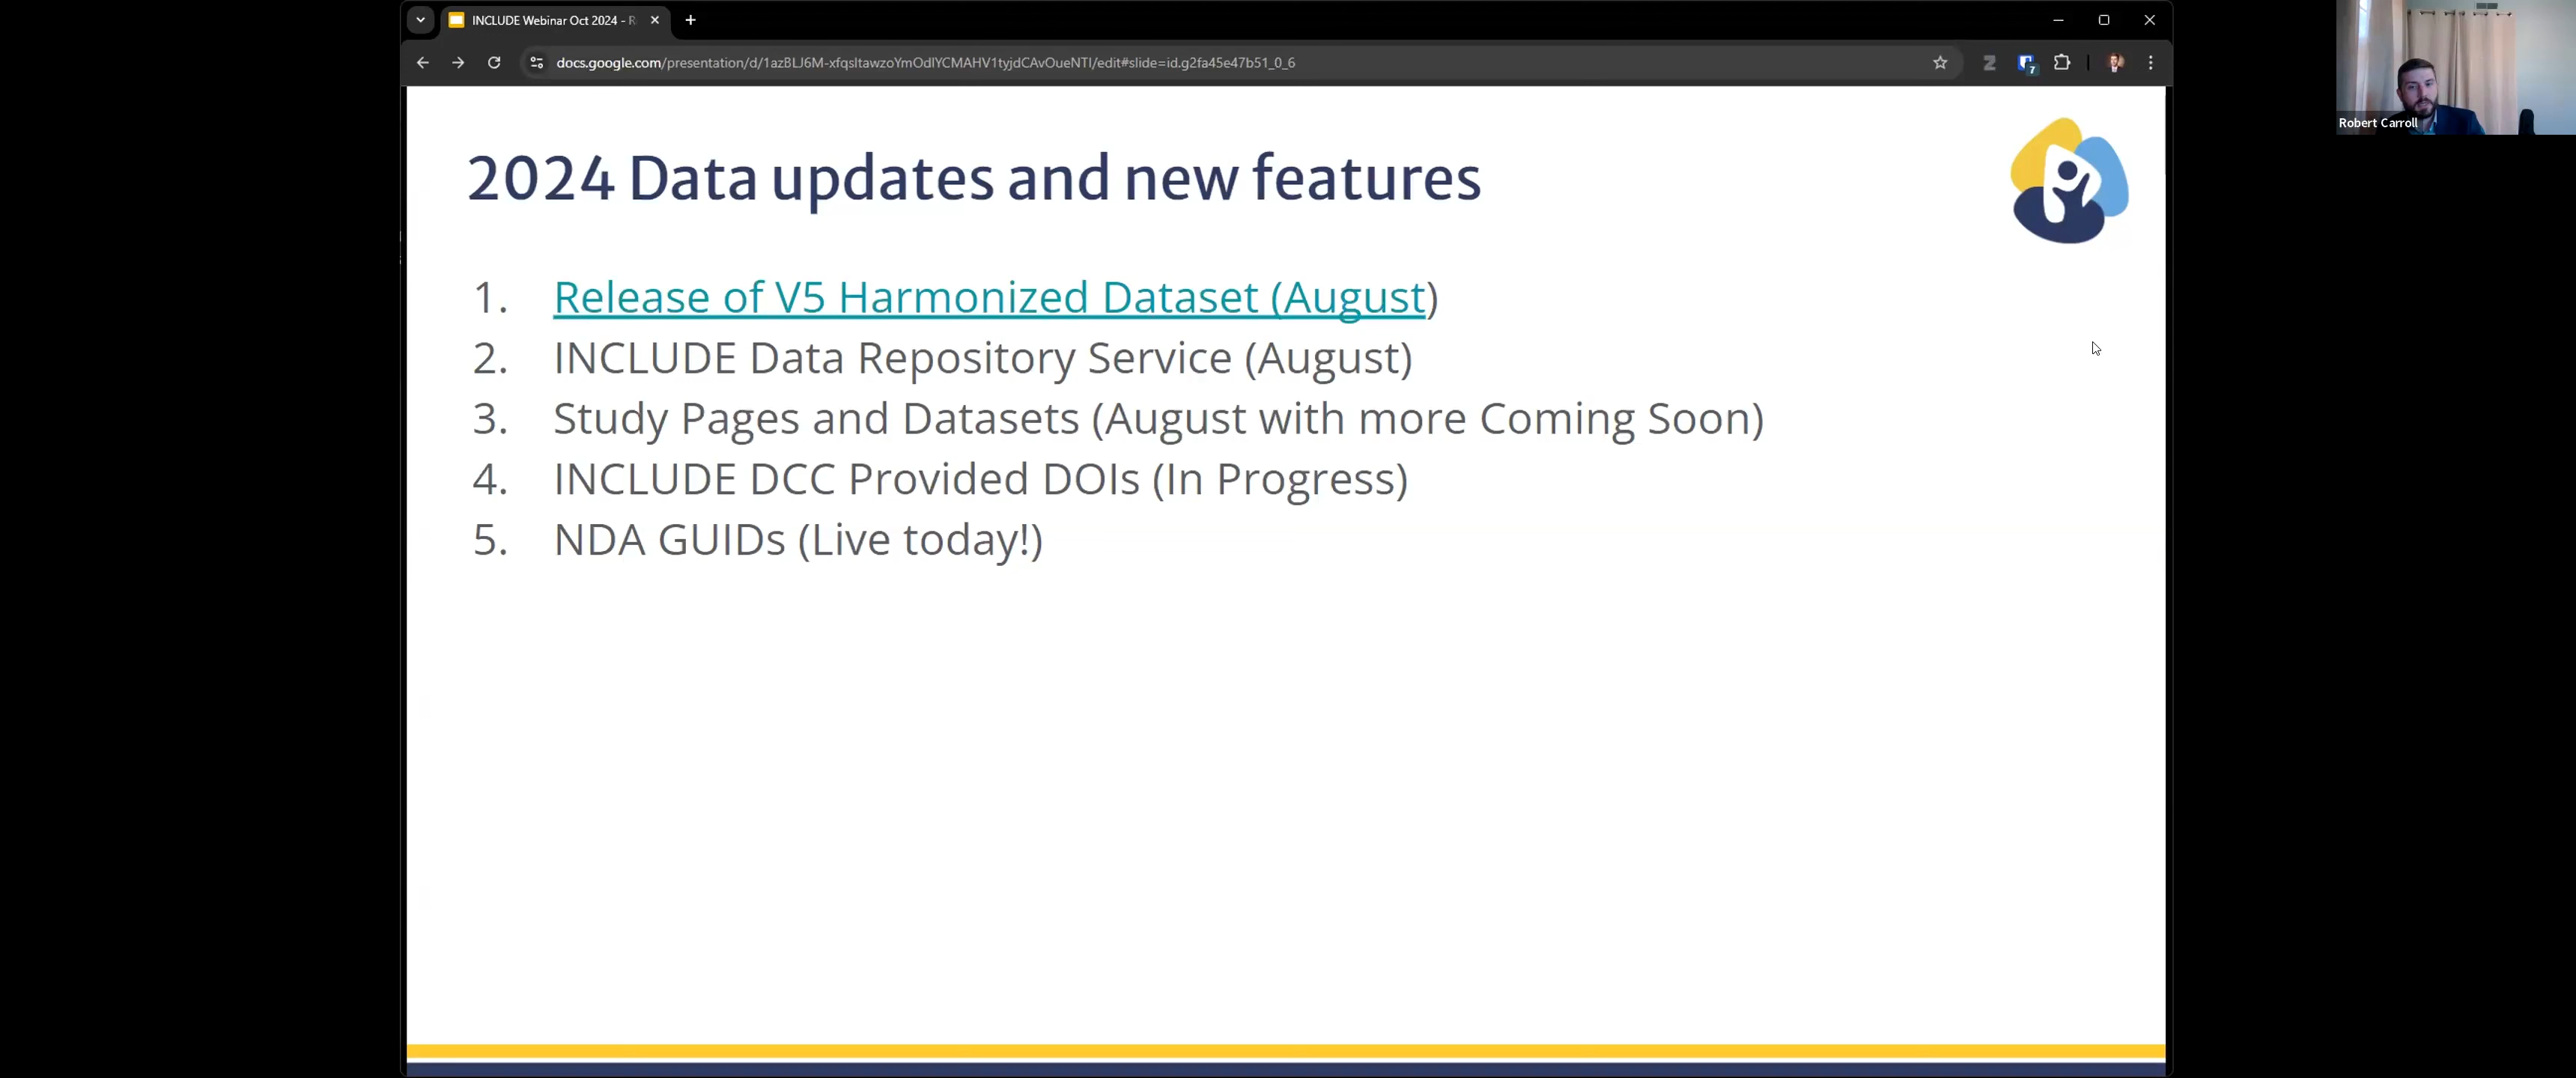 INCLUDE Webinar Oct 2024 - R
docs.google.com/presentation/d/1azBLJ6M-xfqsltawzoYmOdlYCMAHV1tyjdCAvOueNTI/edit#slide=id.g2fa45e47b51_0_6
7
Robert Carroll
2024 Data updates and new features
1. Release of V5 Harmonized Dataset (August)
2. INCLUDE Data Repository Service (August)
3. Study Pages and Datasets (August with more Coming Soon)
4. INCLUDE DCC Provided DOIs (In Progress)
5. NDA GUIDs (Live today!)